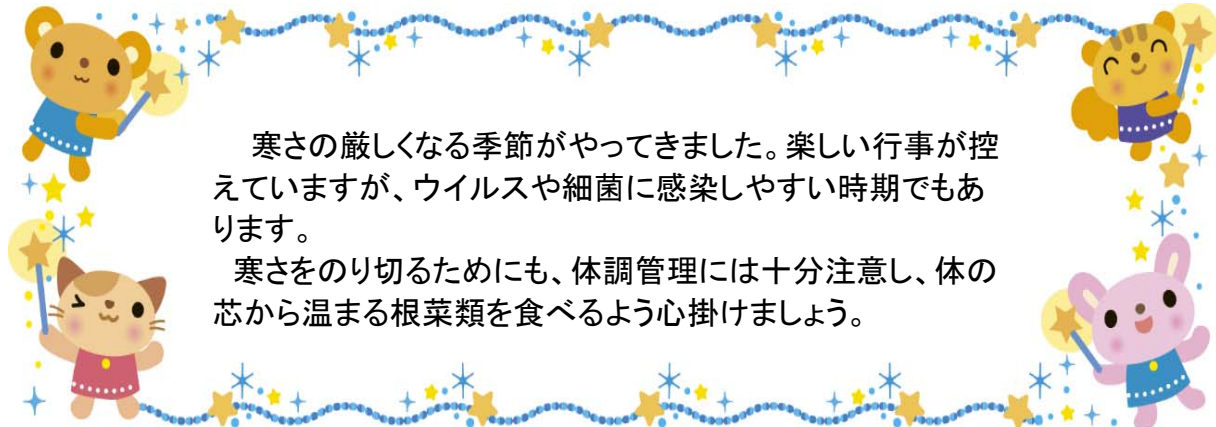 寒さの厳しくなる季節がやってきました。楽しい行事が控
えていますが、ウイルスや細菌に感染しやすい時期でもあ
ります。
寒さをのり切るためにも、体調管理には十分注意し、体の
芯から温まる根菜類を食べるよう心掛けましょう。